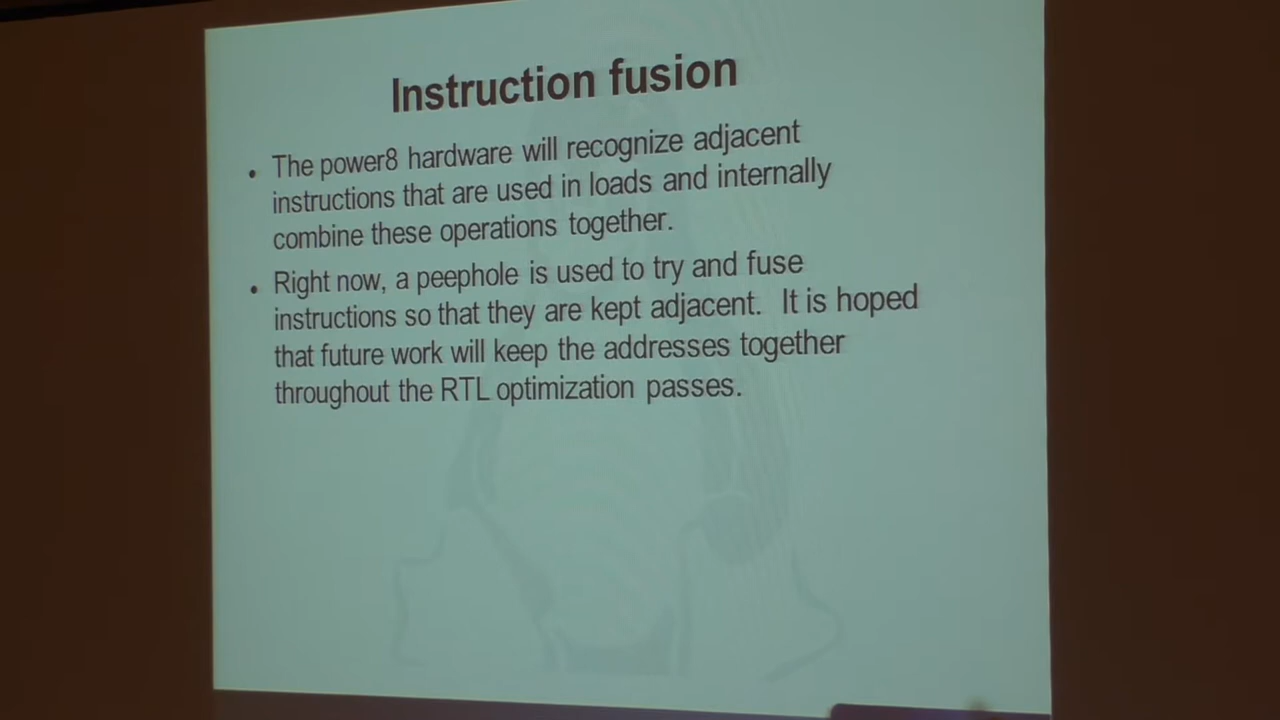 Instruction fusion
• The power8 hardware will recognize adjacent
instructions that are used in loads and internally
combine these operations together.
• Right now, a peephole is used to try and fuse
instructions so that they are kept adjacent. It is hoped
that future work will keep the addresses together
throughout the RTL optimization passes.